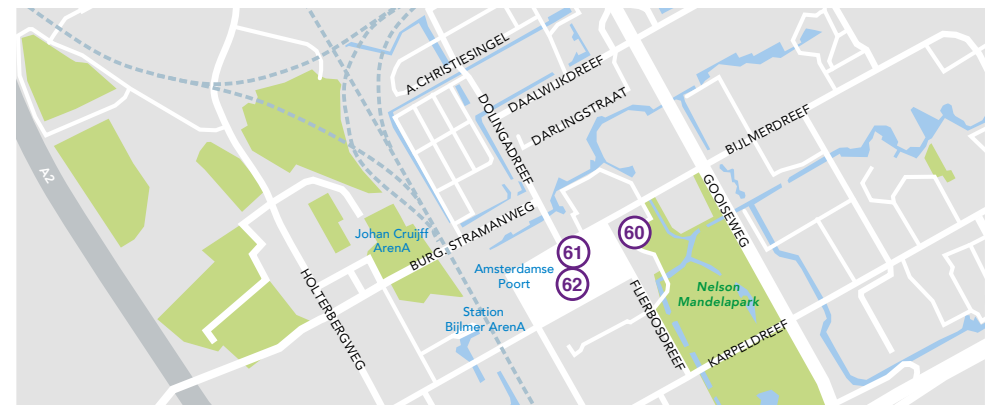 A.CHRISTIESINGEL
DAALWIJKDREEF
DOLINGADREEF
DARLINGSTRAAT
BIJLMERDREEF
A2
GOOISEWEG
Johan Cruijff
ArenA
BURG. STRAMANWEG
60
61
Amsterdamse
Poort
62
HOLTERBERGWEG
FLIERBOSDREEF
Nelson
Mandelapark
Station
Bijlmer ArenA
KARPELDREEF